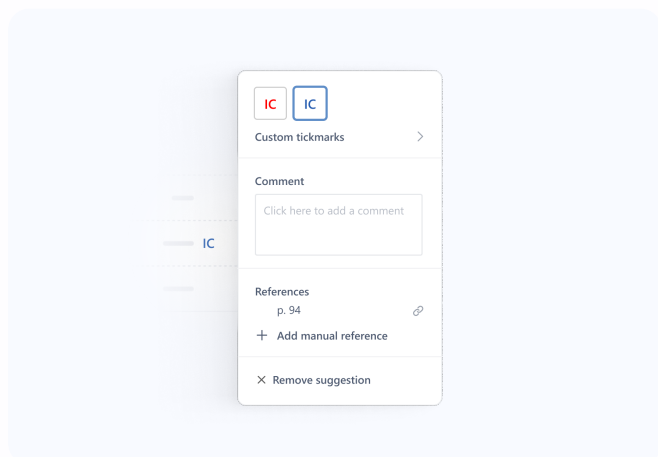 IC IC
Custom tickmarks
Comment
Click here to add a comment
IC
References
p. 94
Add manual reference
Remove suggestion